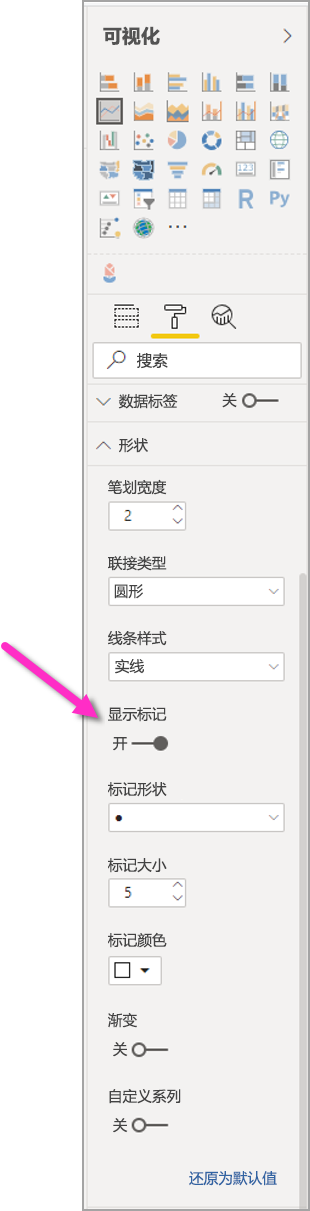 可视化
123
R
Py
搜索
数据标签
关
形状
笔划宽度
2
联接类型
圆形
线条样式
实线
显示标记
开
标记形状
标记大小
5
标记颜色
渐变
关
自定义系列
关
还原为默认值